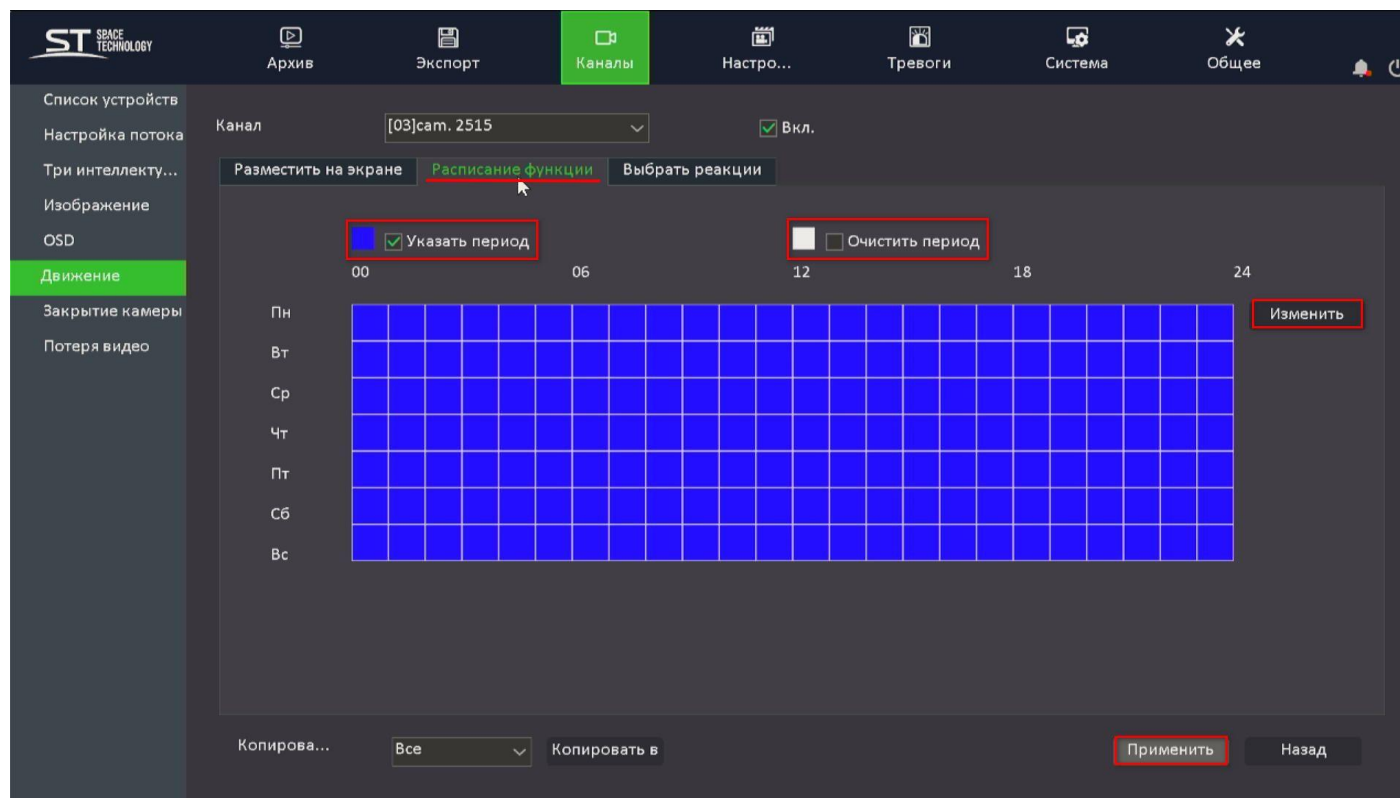 ST SPACE TECHNOLOGY
Архив Экспорт Каналы Настро... Тревоги Система Общее
Список устройств
Настройка потока
Три интеллекту...
Изображение
OSD
Движение
Закрытие камеры
Потеря видео
Канал [03]cam. 2515 Вкл.
Разместить на экране Расписание функции Выбрать реакции
Указать период Очистить период
00 06 12 18 24
Пн Изменить
Вт
Ср
Чт
Пт
Сб
Вс
Копирова... Все Копировать в Применить Назад